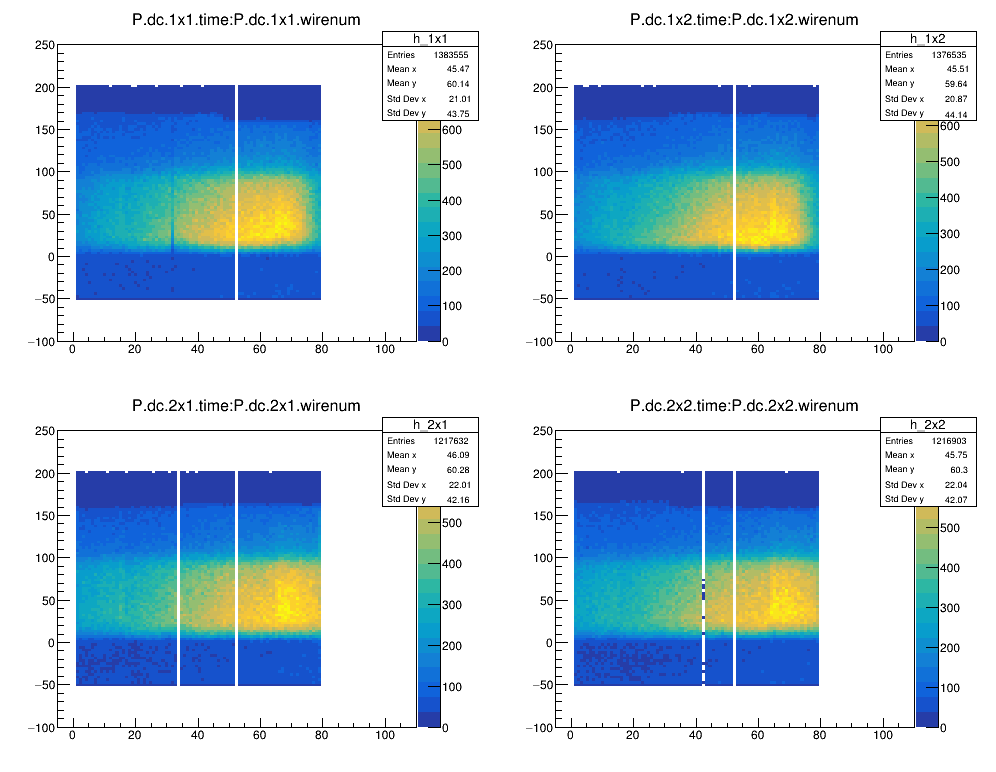 P.dc.1x1.time:P.dc.1x1.wirenum
h_1x1
Entries 1383555
Mean x 45.47
Mean y 60.14
Std Dev x 21.01
Std Dev y 43.75
250
200
150
100
50
0
−50
−100
0 20 40 60 80 100
600
500
400
300
200
100
0
P.dc.1x2.time:P.dc.1x2.wirenum
h_1x2
Entries 1376535
Mean x 45.51
Mean y 59.64
Std Dev x 20.87
Std Dev y 44.14
250
200
150
100
50
0
−50
−100
0 20 40 60 80 100
600
500
400
300
200
100
0
P.dc.2x1.time:P.dc.2x1.wirenum
h_2x1
Entries 1217632
Mean x 46.09
Mean y 60.28
Std Dev x 22.01
Std Dev y 42.16
250
200
150
100
50
0
−50
−100
0 20 40 60 80 100
500
400
300
200
100
0
P.dc.2x2.time:P.dc.2x2.wirenum
h_2x2
Entries 1216903
Mean x 45.75
Mean y 60.3
Std Dev x 22.04
Std Dev y 42.07
250
200
150
100
50
0
−50
−100
0 20 40 60 80 100
500
400
300
200
100
0